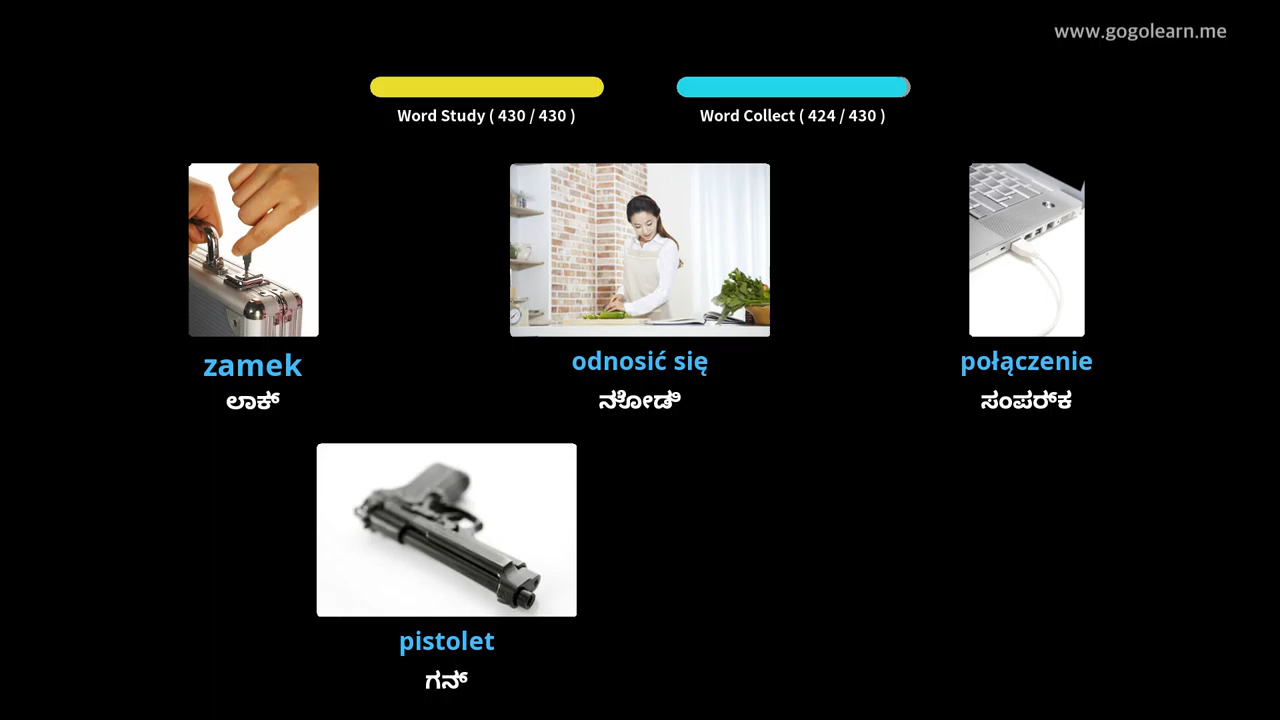 www.gogolearn.me
Word Study ( 430 / 430 )
Word Collect ( 424 / 430 )
zamek
odnosić się
połączenie
ಲಾಕ್
ನೋಡಿ
ಸಂಪರ್ಕ
pistolet
ಗನ್